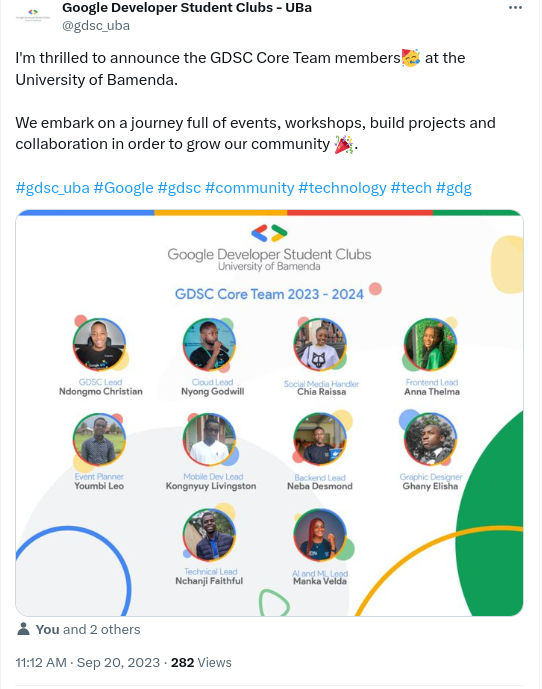 Google Developer Student Clubs - UBa
@gdsc_uba
I'm thrilled to announce the GDSC Core Team members🥳 at the
University of Bamenda.
We embark on a journey full of events, workshops, build projects and
collaboration in order to grow our community 🎉.
#gdsc_uba #Google #gdsc #community #technology #tech #gdg
Google Developer Student Clubs
University of Bamenda
GDSC Core Team 2023 - 2024
GDSC Lead
Ndongmo Christian
Cloud Lead
Nyong Godwill
Social Media Handler
Chia Raissa
Frontend Lead
Anna Thelma
Event Planner
Youmbi Leo
Mobile Dev Lead
Kongnyuy Livingston
Backend Lead
Neba Desmond
Graphic Designer
Ghany Elisha
Technical Lead
Nchanji Faithful
AI and ML Lead
Manka Velda
You and 2 others
11:12 AM · Sep 20, 2023 · 282 Views